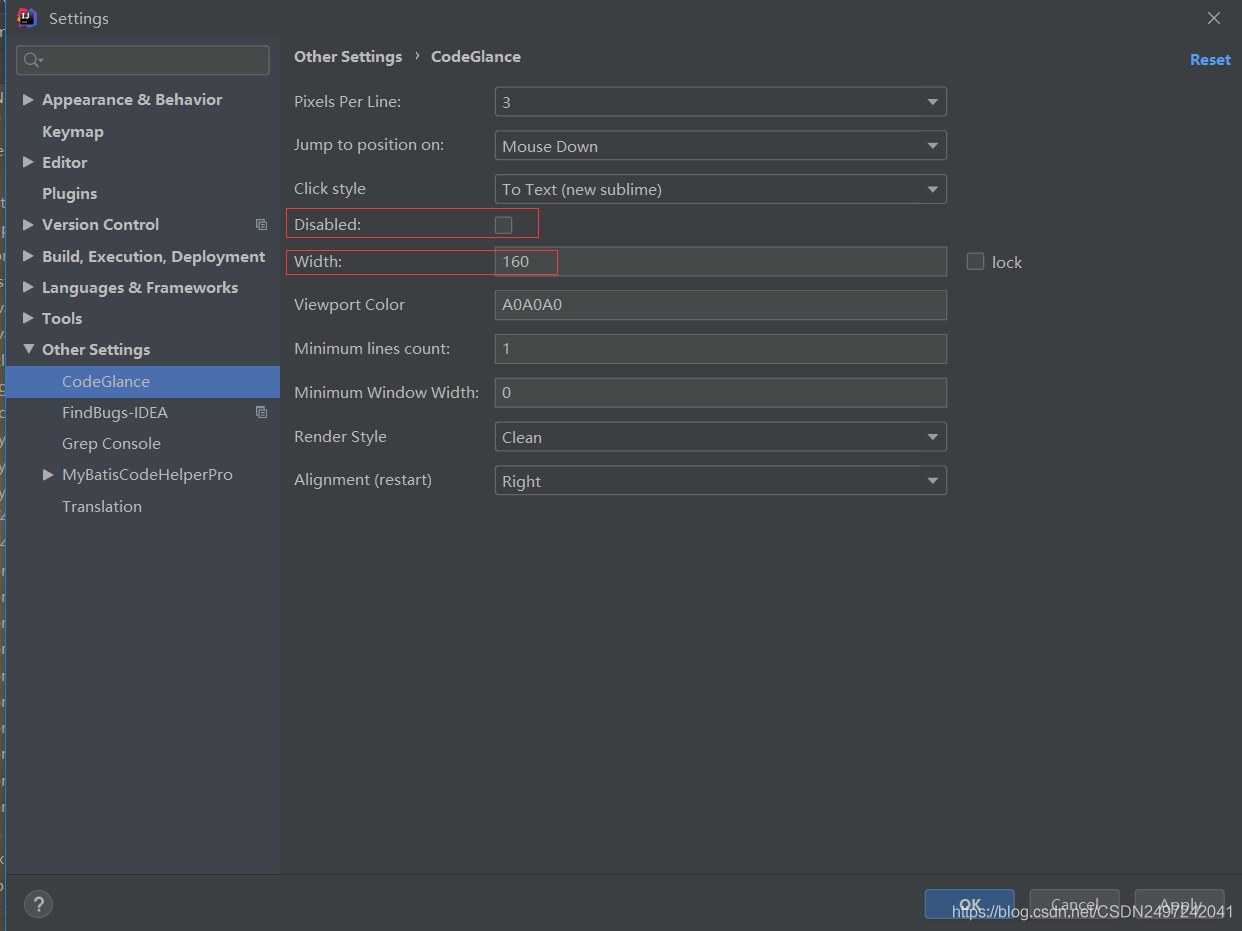 Settings
Other Settings › CodeGlance
Reset
Appearance & Behavior
Keymap
Editor
Plugins
Version Control
Build, Execution, Deployment
Languages & Frameworks
Tools
Other Settings
CodeGlance
FindBugs-IDEA
Grep Console
MyBatisCodeHelperPro
Translation
Pixels Per Line: 3
Jump to position on: Mouse Down
Click style To Text (new sublime)
Disabled:
Width: 160 lock
Viewport Color A0A0A0
Minimum lines count: 1
Minimum Window Width: 0
Render Style Clean
Alignment (restart) Right
? OK Cancel Apply
https://blog.csdn.net/CSDN2497242041